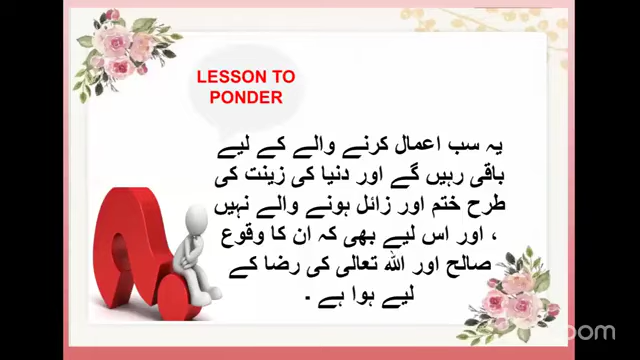 LESSON TO
PONDER
یہ سب اعمال کرنے والے کے لیے
باقی رہیں گے اور دنیا کی زینت کی
طرح ختم اور زائل ہونے والے نہیں
، اور اس لیے بھی کہ ان کا وقوع
صالح اور اللہ تعالی کی رضا کے
لیے ہوا ہے ۔
zoom